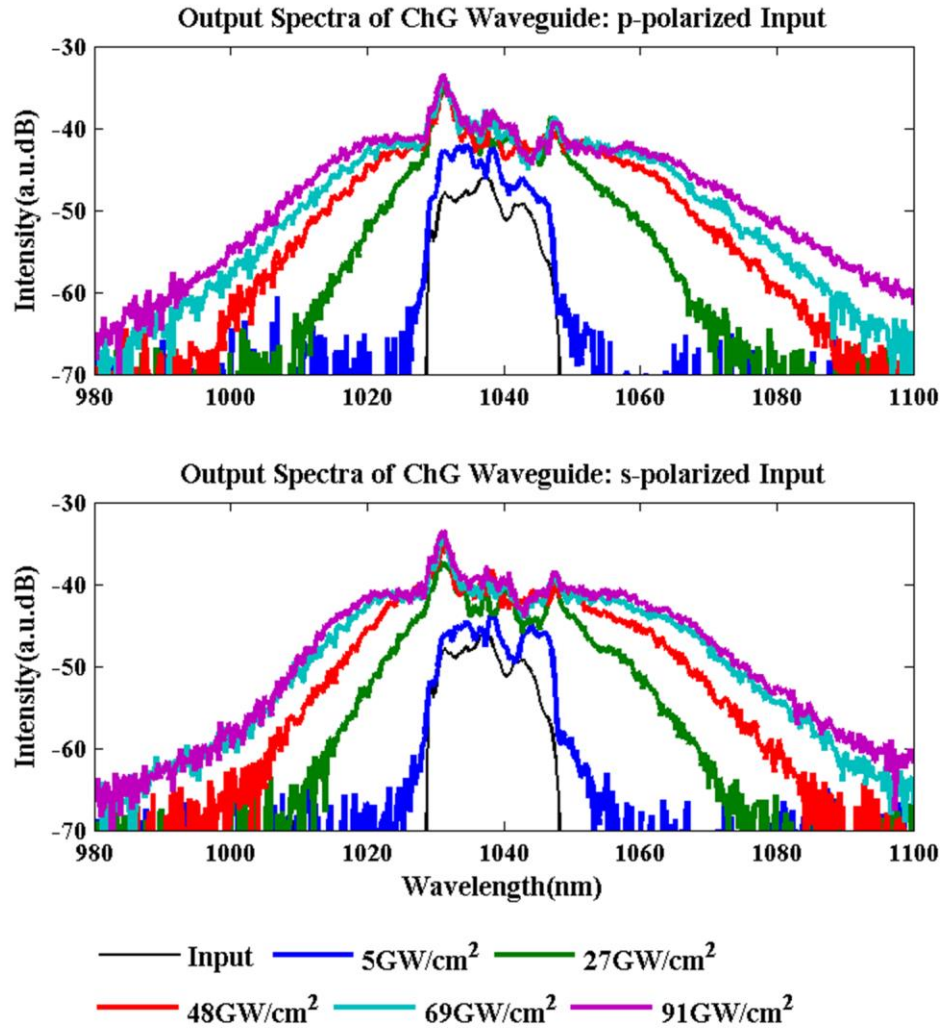 Output Spectra of ChG Waveguide: p-polarized Input
Intensity(a.u.dB)
-30
-40
-50
-60
-70
980 1000 1020 1040 1060 1080 1100
Output Spectra of ChG Waveguide: s-polarized Input
Intensity(a.u.dB)
-30
-40
-50
-60
-70
980 1000 1020 1040 1060 1080 1100
Wavelength(nm)
Input 5GW/cm² 27GW/cm²
48GW/cm² 69GW/cm² 91GW/cm²